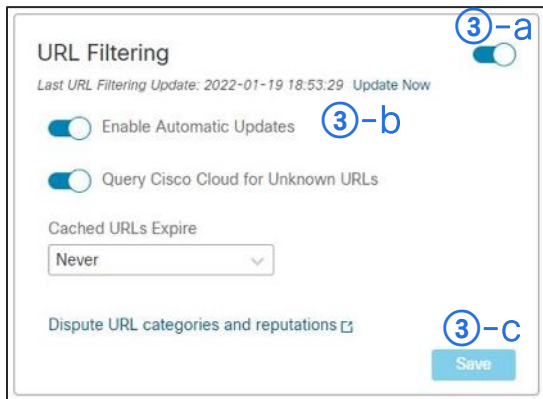 ③-a
URL Filtering
Last URL Filtering Update: 2022-01-19 18:53:29 Update Now
Enable Automatic Updates ③-b
Query Cisco Cloud for Unknown URLs
Cached URLs Expire
Never
Dispute URL categories and reputations
③-c
Save